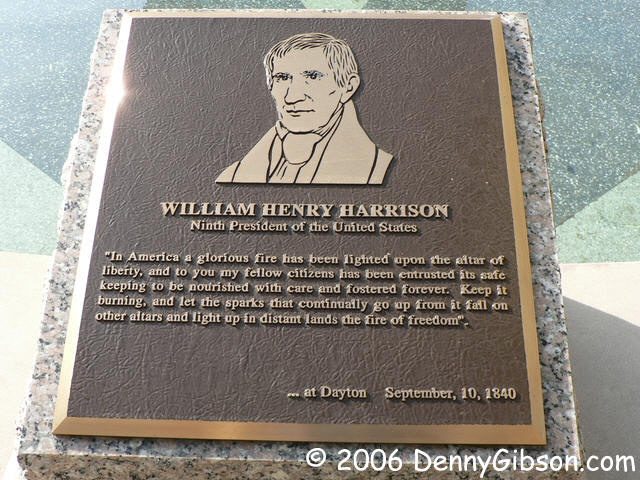 WILLIAM HENRY HARRISON
Ninth President of the United States
"In America a glorious fire has been lighted upon the altar of
liberty, and to you my fellow citizens has been entrusted its safe
keeping to be nourished with care and fostered forever. Keep it
burning, and let the sparks that continually go up from it fall on
other altars and light up in distant lands the fire of freedom".
... at Dayton September, 10, 1840
© 2006 DennyGibson.com